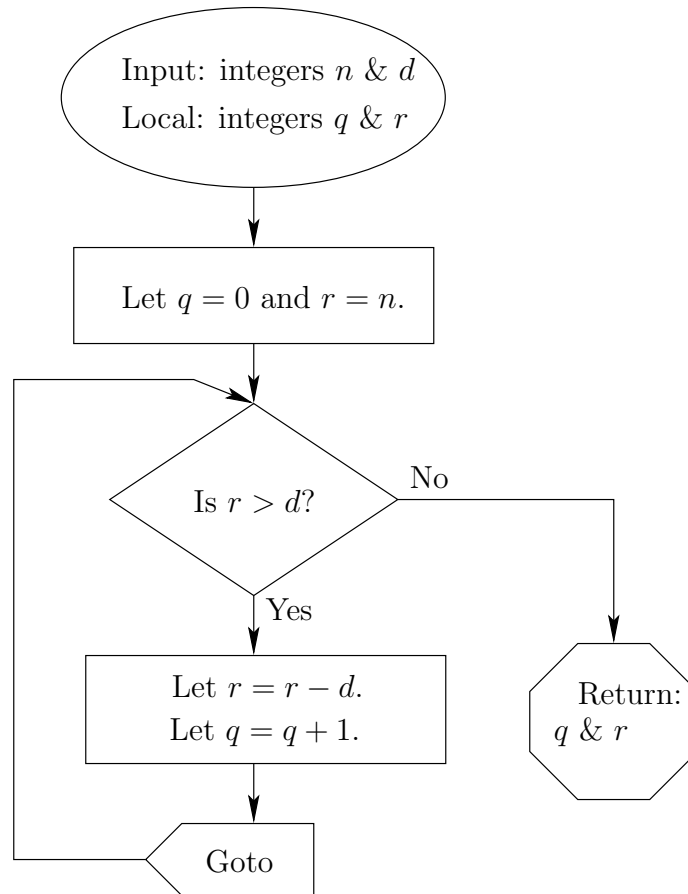 Input: integers n & d
Local: integers q & r
Let q = 0 and r = n.
Is r > d?
No
Yes
Let r = r − d.
Let q = q + 1.
Return:
q & r
Goto